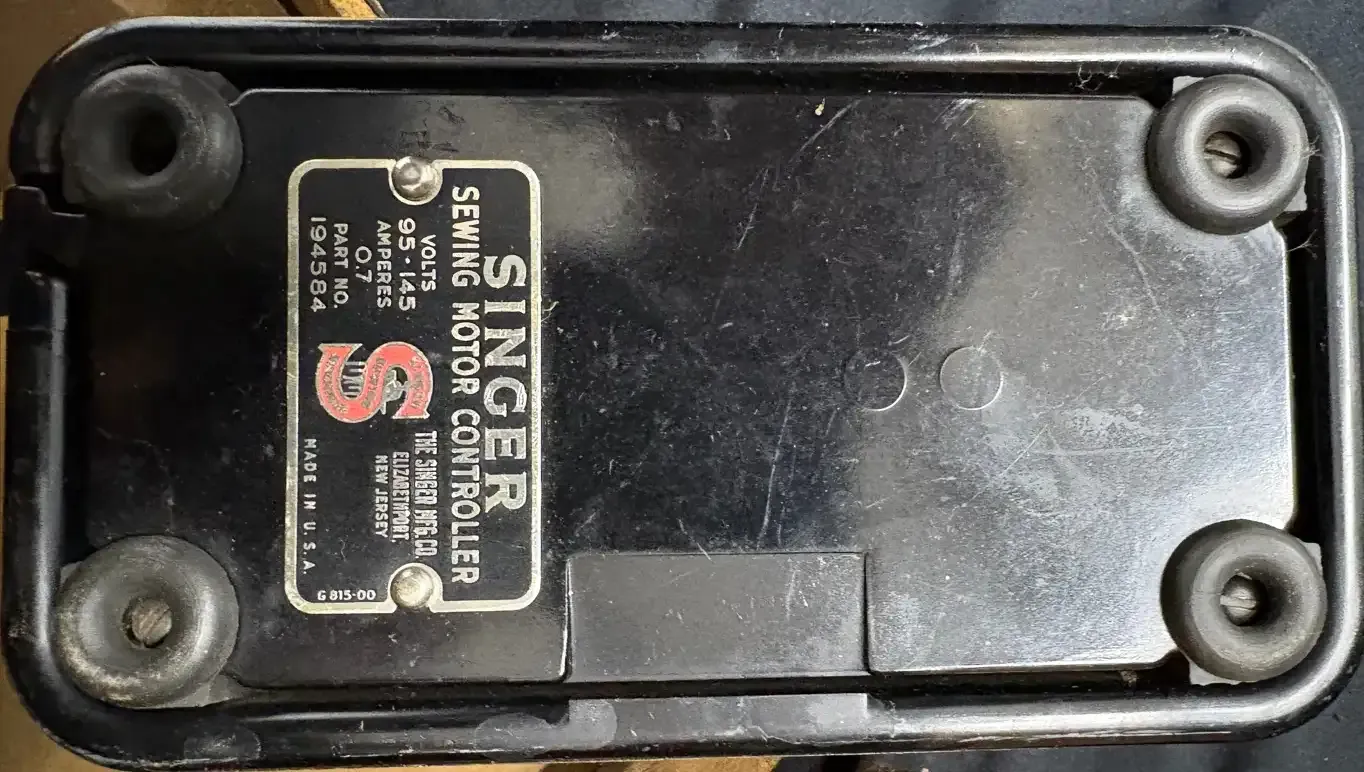 SINGER
SEWING MOTOR CONTROLLER
VOLTS
95-145
AMPERES
0.7
PART NO.
194584
THE SINGER MFG. CO.
ELIZABETHPORT
NEW JERSEY
MADE IN U. S. A.
G 815-00